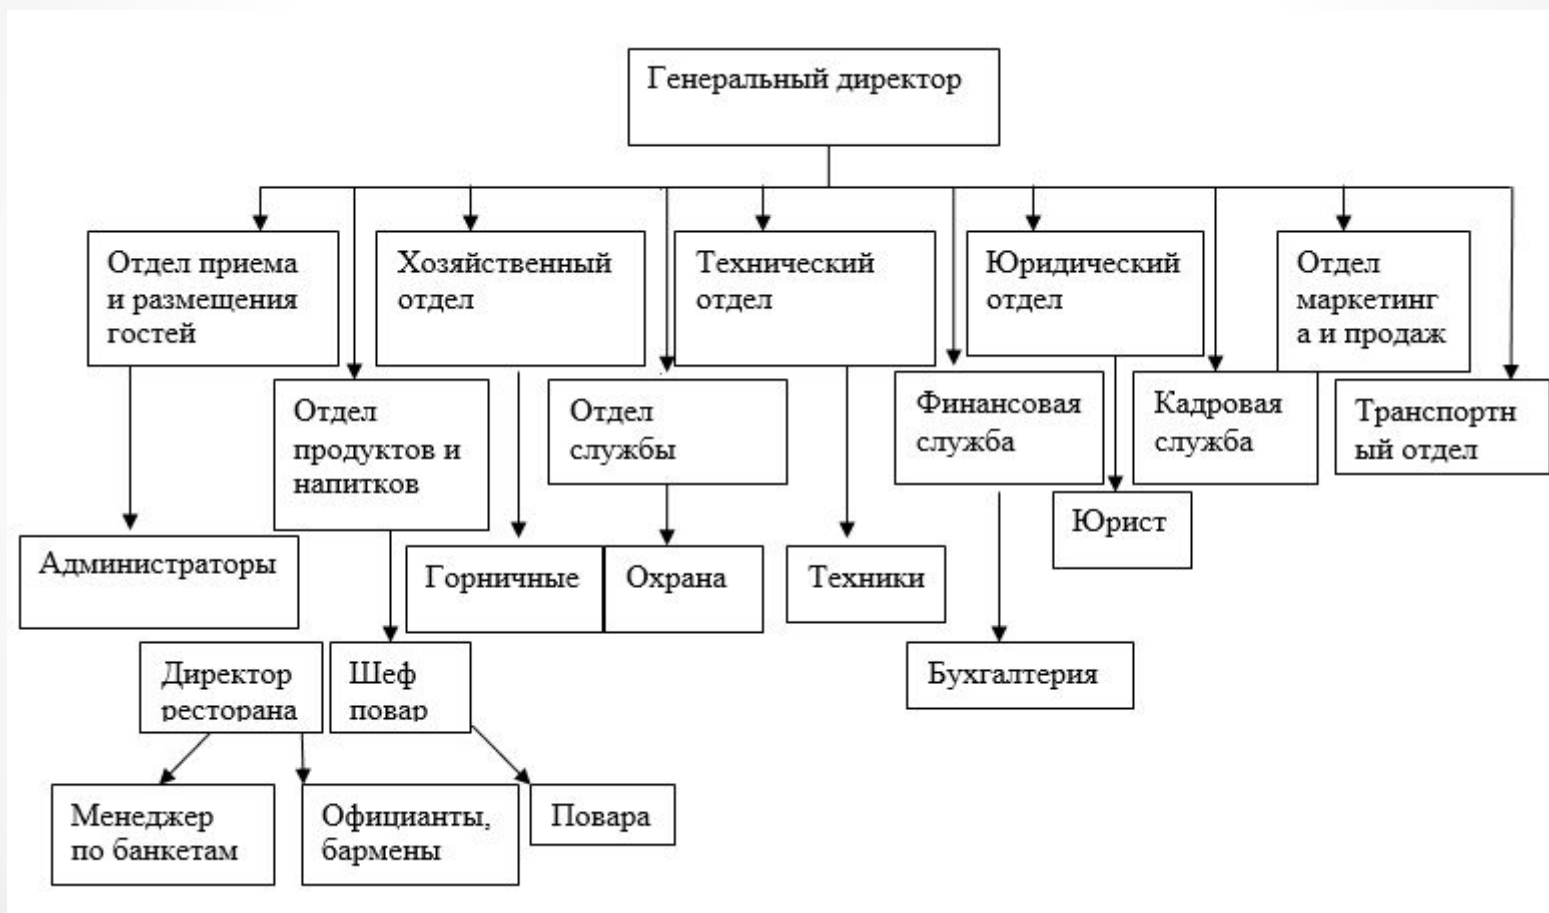 Генеральный директор
Отдел приема
и размещения
гостей
Хозяйственный
отдел
Технический
отдел
Юридический
отдел
Отдел
маркетинг
а и продаж
Отдел
продуктов и
напитков
Отдел
службы
Финансовая
служба
Кадровая
служба
Транспортн
ый отдел
Администраторы
Горничные
Охрана
Техники
Юрист
Директор
ресторана
Шеф
повар
Бухгалтерия
Менеджер
по банкетам
Официанты,
бармены
Повара